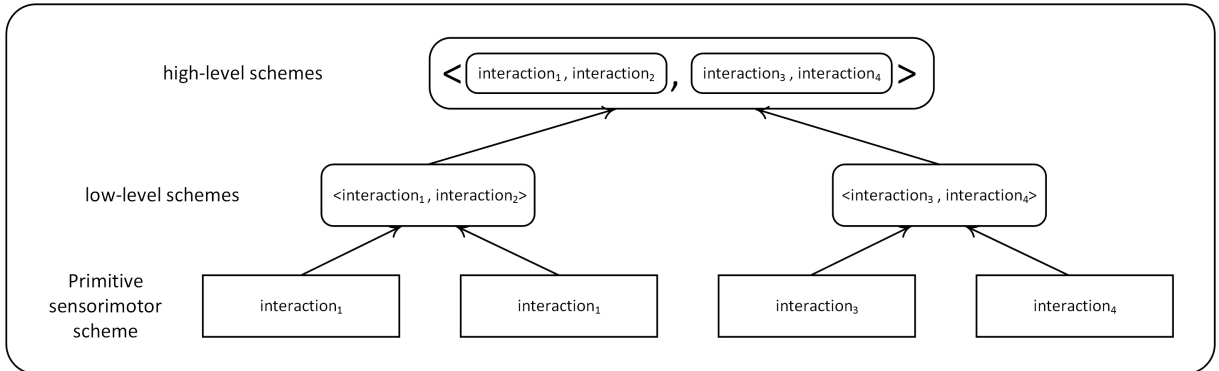 high-level schemes
< interaction₁ , interaction₂ , interaction₃ , interaction₄ >
low-level schemes
<interaction₁ , interaction₂>
<interaction₃ , interaction₄>
Primitive
sensorimotor
scheme
interaction₁
interaction₁
interaction₃
interaction₄